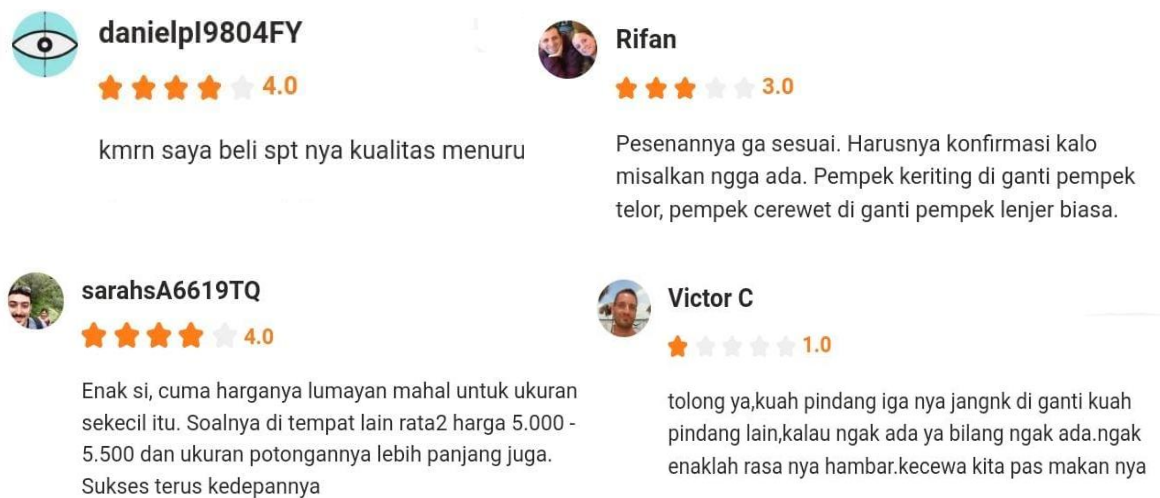 danielpI9804FY
4.0
kmrn saya beli spt nya kualitas menuru
Rifan
3.0
Pesenannya ga sesuai. Harusnya konfirmasi kalo
misalkan ngga ada. Pempek keriting di ganti pempek
telor, pempek cerewet di ganti pempek lenjer biasa.
sarahsA6619TQ
4.0
Enak si, cuma harganya lumayan mahal untuk ukuran
sekecil itu. Soalnya di tempat lain rata2 harga 5.000 -
5.500 dan ukuran potongannya lebih panjang juga.
Sukses terus kedepannya
Victor C
1.0
tolong ya,kuah pindang iga nya jangnk di ganti kuah
pindang lain,kalau ngak ada ya bilang ngak ada.ngak
enaklah rasa nya hambar.kecewa kita pas makan nya